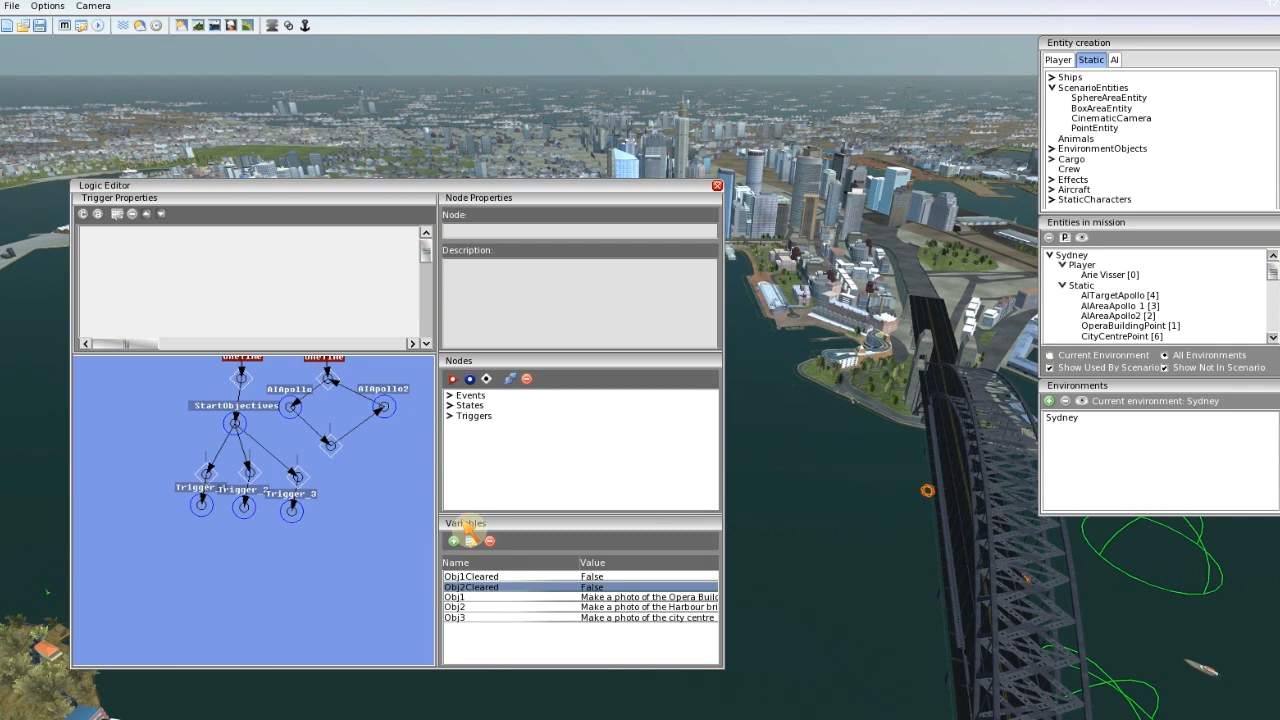 File Options Camera
Entity creation
Player Static AI
Ships
ScenarioEntities
SphereAreaEntity
BoxAreaEntity
CinematicCamera
PointEntity
Animals
EnvironmentObjects
Cargo
Crew
Effects
Aircraft
StaticCharacters
Entities in mission
P
Sydney
Player
Arie Visser [0]
Static
AITargetApollo [4]
AIAreaApollo 1 [3]
AIAreaApollo2 [2]
OperaBuildingPoint [1]
CityCentrePoint [6]
Current Environment All Environments
Show Used By Scenario Show Not In Scenario
Environments
Current environment: Sydney
Sydney
Logic Editor
Trigger Properties
Node Properties
Node:
Description:
OneTime OneTime
AIApollo AIApollo2
StartObjectives
Trigger_3
Nodes
Events
States
Triggers
Variables
Name Value
Obj1Cleared False
Obj2Cleared False
Obj1 Make a photo of the Opera Build
Obj2 Make a photo of the Harbour bri
Obj3 Make a photo of the city centre